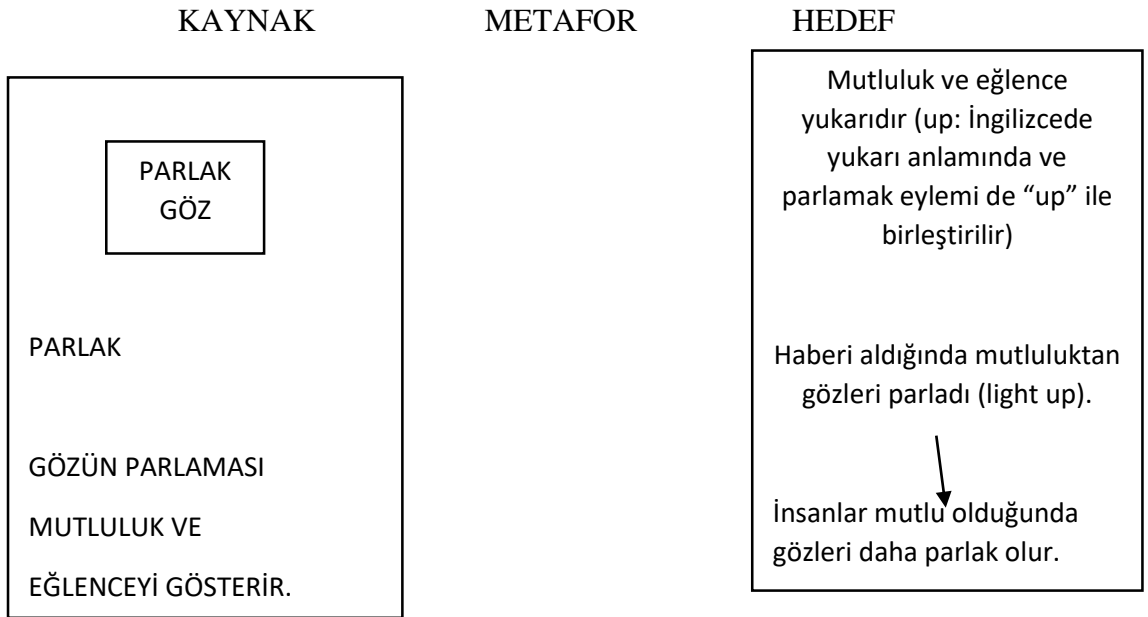 KAYNAK METAFOR HEDEF
PARLAK
GÖZ
PARLAK
GÖZÜN PARLAMASI
MUTLULUK VE
EĞLENCEYİ GÖSTERİR.
Mutluluk ve eğlence
yukarıdır (up: İngilizcede
yukarı anlamında ve
parlamak eylemi de “up” ile
birleştirilir)
Haberi aldığında mutluluktan
gözleri parladı (light up).
İnsanlar mutlu olduğunda
gözleri daha parlak olur.